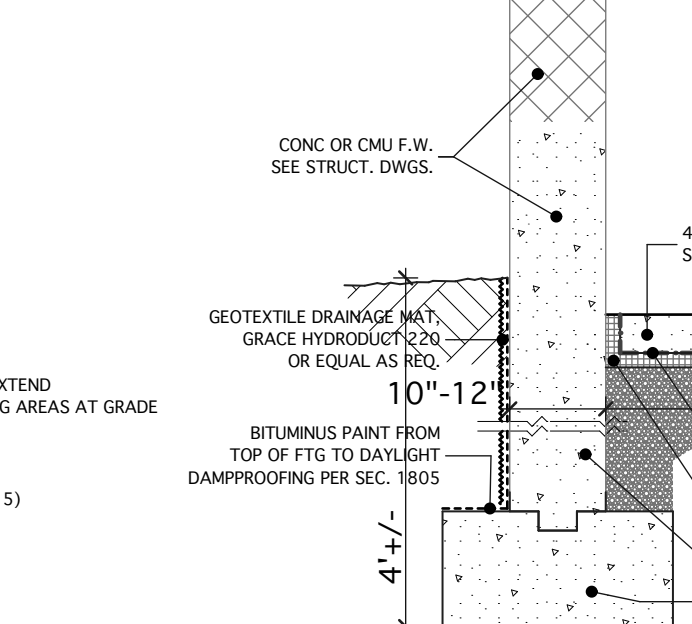 CONC OR CMU F.W.
SEE STRUCT. DWGS.
4
S
GEOTEXTILE DRAINAGE MAT,
GRACE HYDRODUCT 220
OR EQUAL AS REQ.
XTEND
G AREAS AT GRADE
10"-12"
BITUMINUS PAINT FROM
TOP OF FTG TO DAYLIGHT
DAMPPROOFING PER SEC. 1805
5)
4'+/-